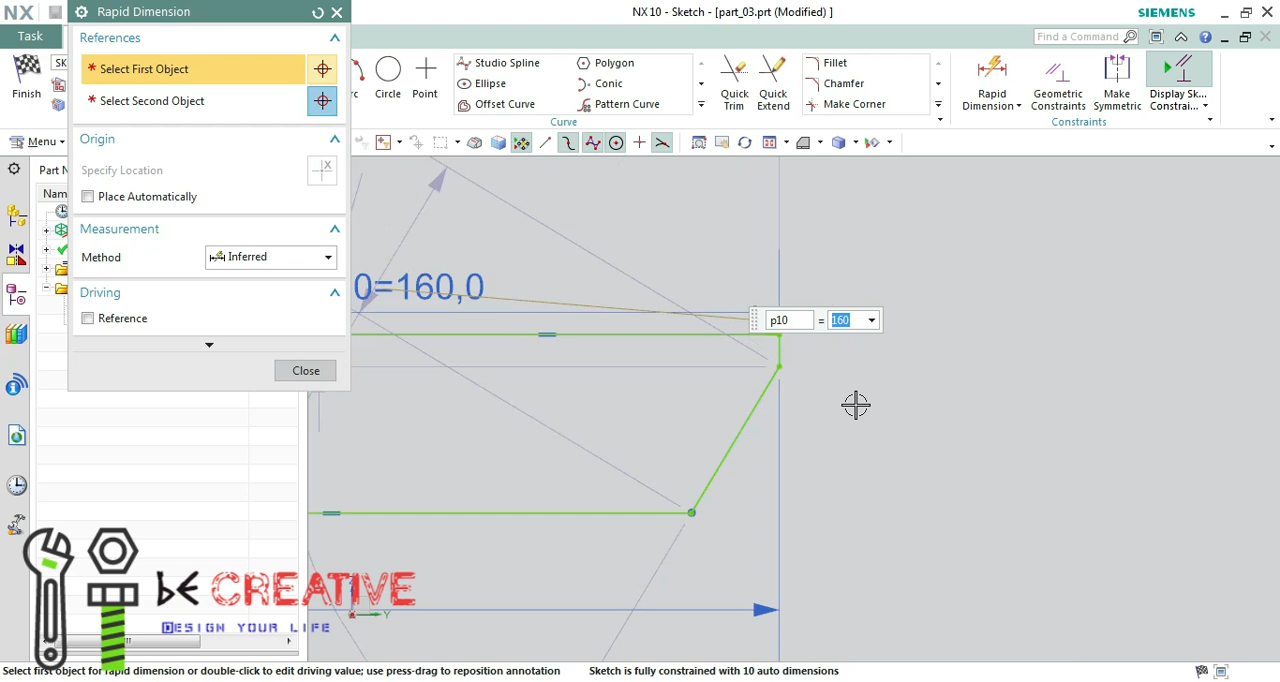 NX
Rapid Dimension
NX 10 - Sketch - [part_03.prt (Modified) ]
SIEMENS
Task
Find a Command
References
Select First Object
Select Second Object
Origin
Specify Location
Place Automatically
Measurement
Method
Inferred
Driving
Reference
Close
Finish
SK
Circle
Point
Studio Spline
Ellipse
Offset Curve
Polygon
Conic
Pattern Curve
Curve
Quick
Trim
Quick
Extend
Fillet
Chamfer
Make Corner
Rapid
Dimension
Geometric
Constraints
Make
Symmetric
Display Sk...
Constrai...
Constraints
Menu
Part N
Nam
0=160,0
p10 = 160
Y
BE CREATIVE
DESIGN YOUR LIFE
Select first object for rapid dimension or double-click to edit driving value; use press-drag to reposition annotation
Sketch is fully constrained with 10 auto dimensions